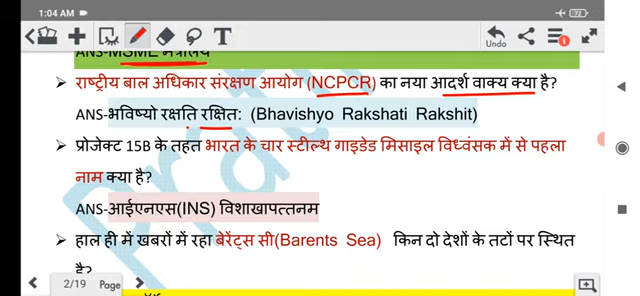 1:04 AM
72
Undo
ANS-MSME मंत्रालय
➢ राष्ट्रीय बाल अधिकार संरक्षण आयोग (NCPCR) का नया आदर्श वाक्य क्या है?
ANS-भविष्यो रक्षति रक्षित: (Bhavishyo Rakshati Rakshit)
➢ प्रोजेक्ट 15B के तहत भारत के चार स्टील्थ गाइडेड मिसाइल विध्वंसक में से पहला
नाम क्या है?
ANS-आईएनएस(INS) विशाखापत्तनम
➢ हाल ही में खबरों में रहा बेरेंट्स सी(Barents Sea) किन दो देशों के तटों पर स्थित
है?
2/19 Page